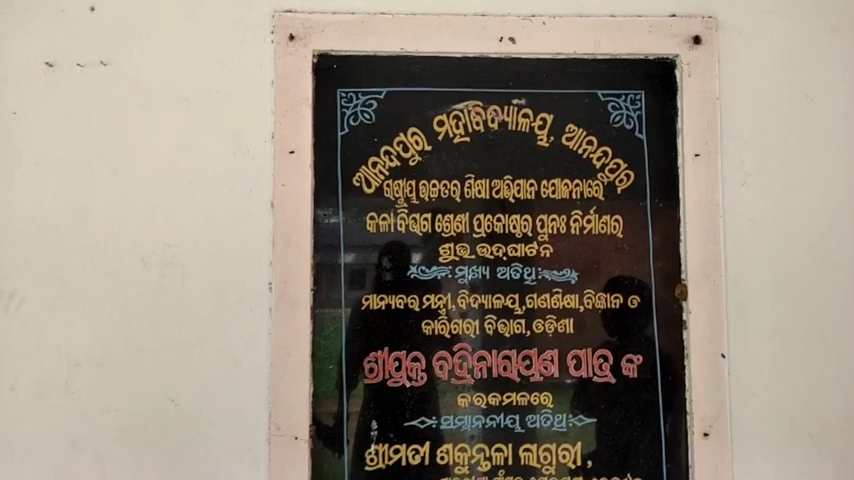 ଆନନ୍ଦପୁର ମହାବିଦ୍ୟାଳୟ, ଆନନ୍ଦପୁର
ରାଷ୍ଟ୍ରୀୟ ଉଚ୍ଚତର ଶିକ୍ଷା ଅଭିଯାନ ଯୋଜନାରେ
କଳା ବିଭାଗ ଶ୍ରେଣୀ ପ୍ରକୋଷ୍ଠର ପୁନଃ ନିର୍ମାଣର
ଶୁଭ ଉଦ୍‌ଘାଟନ
ମୁଖ୍ୟ ଅତିଥି
ମାନ୍ୟବର ମନ୍ତ୍ରୀ, ବିଦ୍ୟାଳୟ, ଗଣଶିକ୍ଷା, ବିଜ୍ଞାନ ଓ
କାରିଗରୀ ବିଭାଗ, ଓଡ଼ିଶା
ଶ୍ରୀଯୁକ୍ତ ବଦ୍ରିନାରାୟଣ ପାତ୍ର ଙ୍କ
କରକମଳରେ
ସମ୍ମାନନୀୟ ଅତିଥି
ଶ୍ରୀମତୀ ଶକୁନ୍ତଳା ଲାଗୁରୀ,